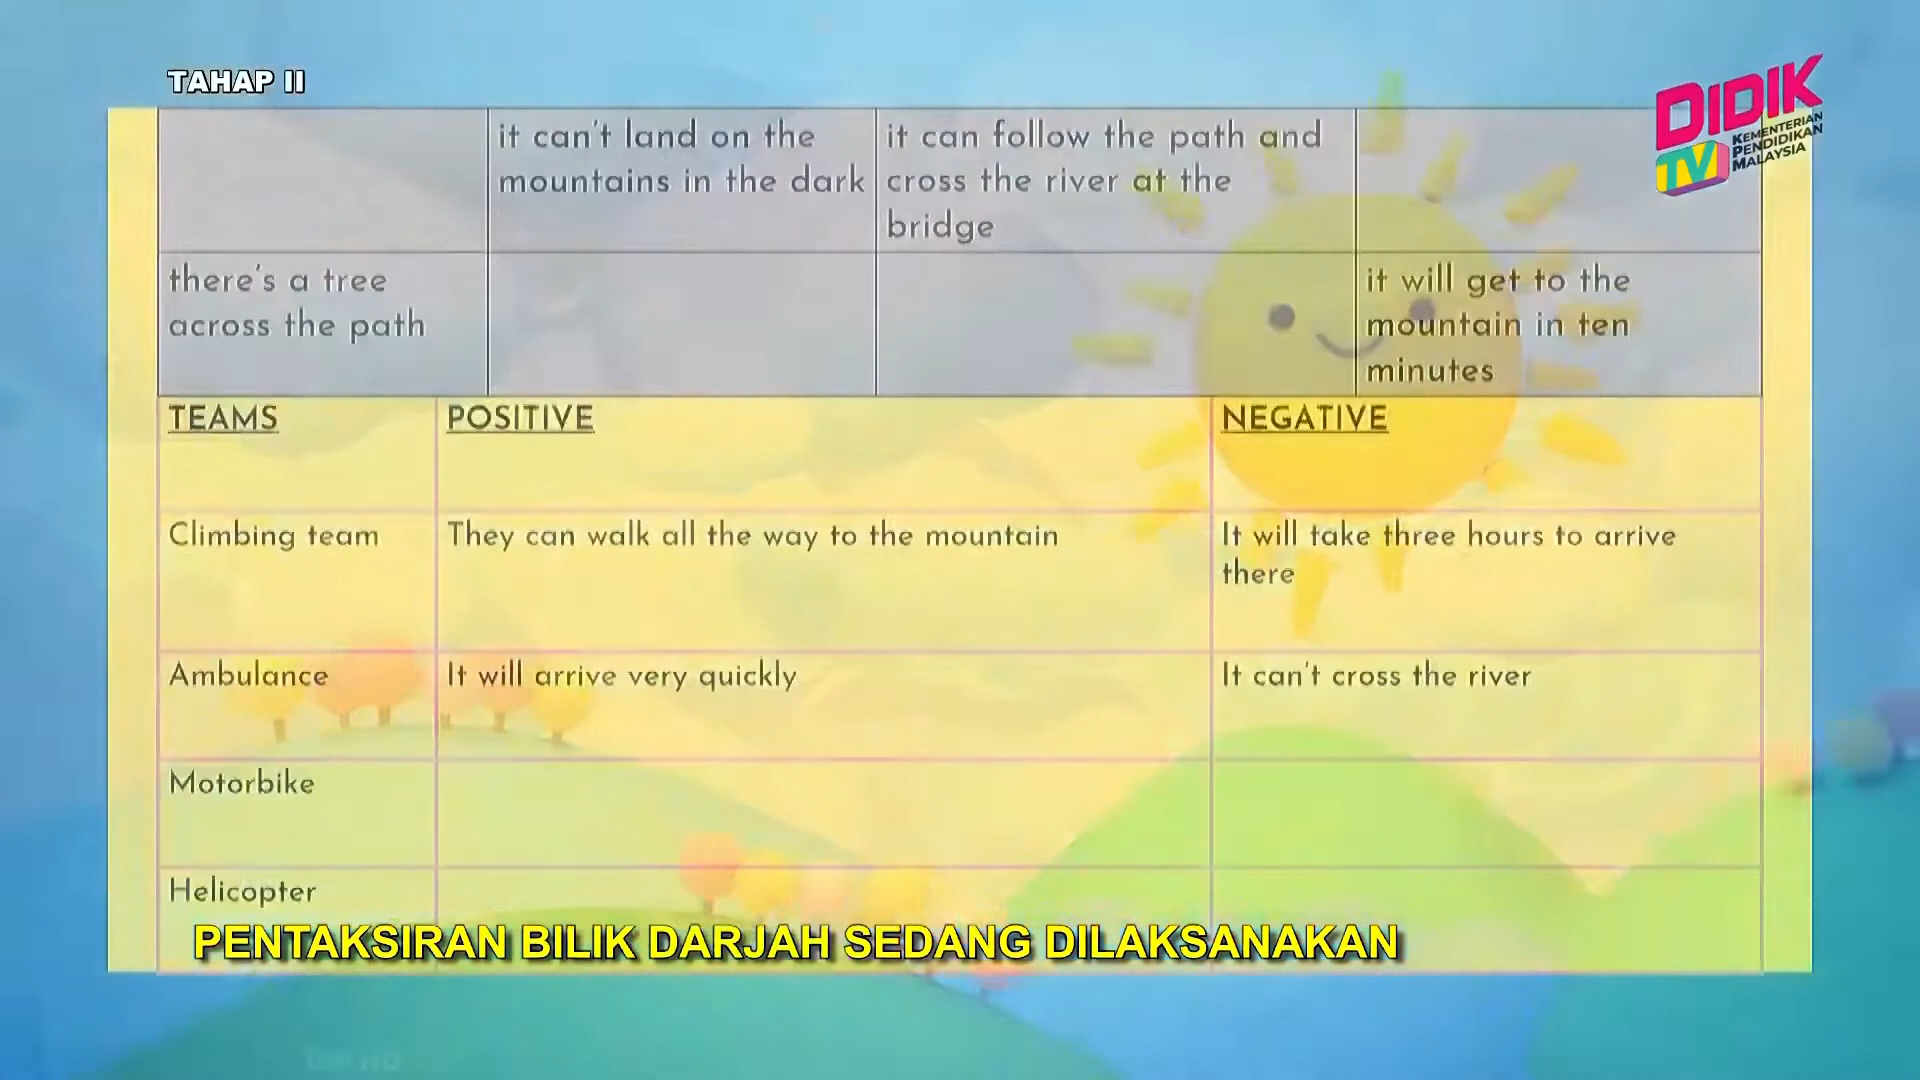 TAHAP II
DIDIK
TV
KEMENTERIAN
PENDIDIKAN
MALAYSIA
it can't land on the
mountains in the dark
it can follow the path and
cross the river at the
bridge
there's a tree
across the path
it will get to the
mountain in ten
minutes
TEAMS
POSITIVE
NEGATIVE
Climbing team
They can walk all the way to the mountain
It will take three hours to arrive
there
Ambulance
It will arrive very quickly
It can't cross the river
Motorbike
Helicopter
PENTAKSIRAN BILIK DARJAH SEDANG DILAKSANAKAN